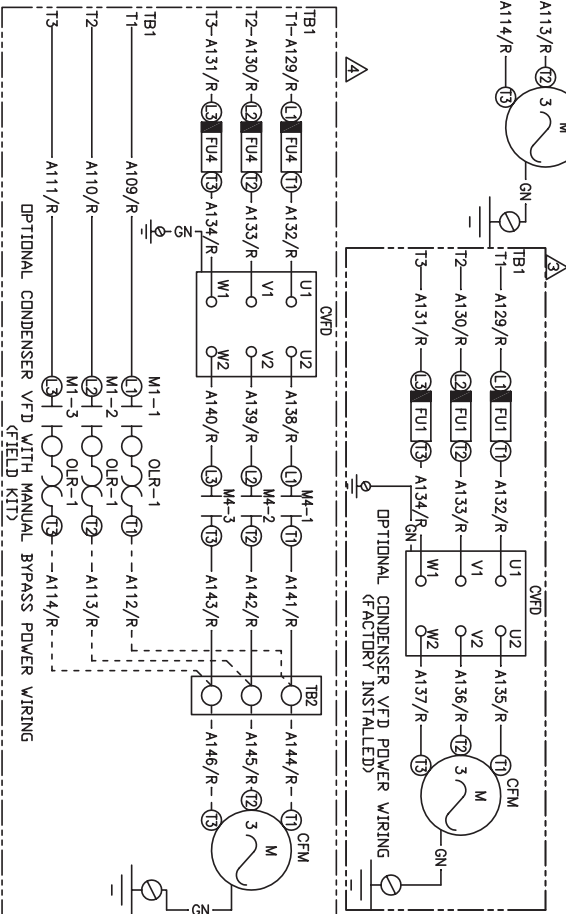 A113/R T2
A114/R T3
M
3
GN
3
TB1
T1 A129/R L1 FU1 T1 A132/R U1 U2 A135/R T1 CFM
T2 A130/R L2 FU1 T2 A133/R V1 V2 A136/R T2
T3 A131/R L3 FU1 T3 A134/R W1 W2 A137/R T3
CVFD
M
3
GN
GN
OPTIONAL CONDENSER VFD POWER WIRING
(FACTORY INSTALLED)
4
TB1
T1 A129/R L1 FU4 T1 A132/R U1 U2 A138/R L1 M4-1 T1 A141/R A144/R T1 CFM
T2 A130/R L2 FU4 T2 A133/R V1 V2 A139/R L2 M4-2 T2 A142/R A145/R T2
T3 A131/R L3 FU4 T3 A134/R W1 W2 A140/R L3 M4-3 T3 A143/R A146/R T3
CVFD
TB2
M
3
GN
GN
TB1
T1 A109/R L1 M1-1 OLR-1 T1 A112/R
T2 A110/R L2 M1-2 OLR-1 T2 A113/R
T3 A111/R L3 M1-3 OLR-1 T3 A114/R
OPTIONAL CONDENSER VFD WITH MANUAL BYPASS POWER WIRING
(FIELD KIT)